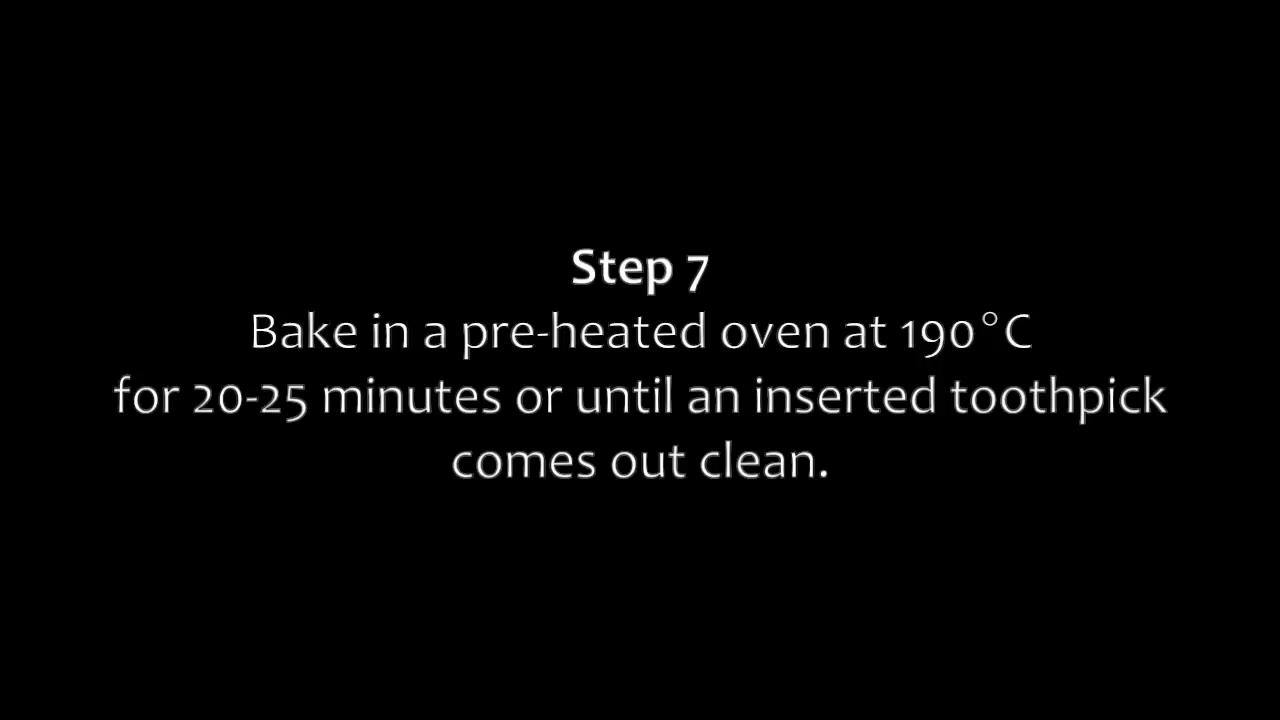 Step 7
Bake in a pre-heated oven at 190°C
for 20-25 minutes or until an inserted toothpick
comes out clean.